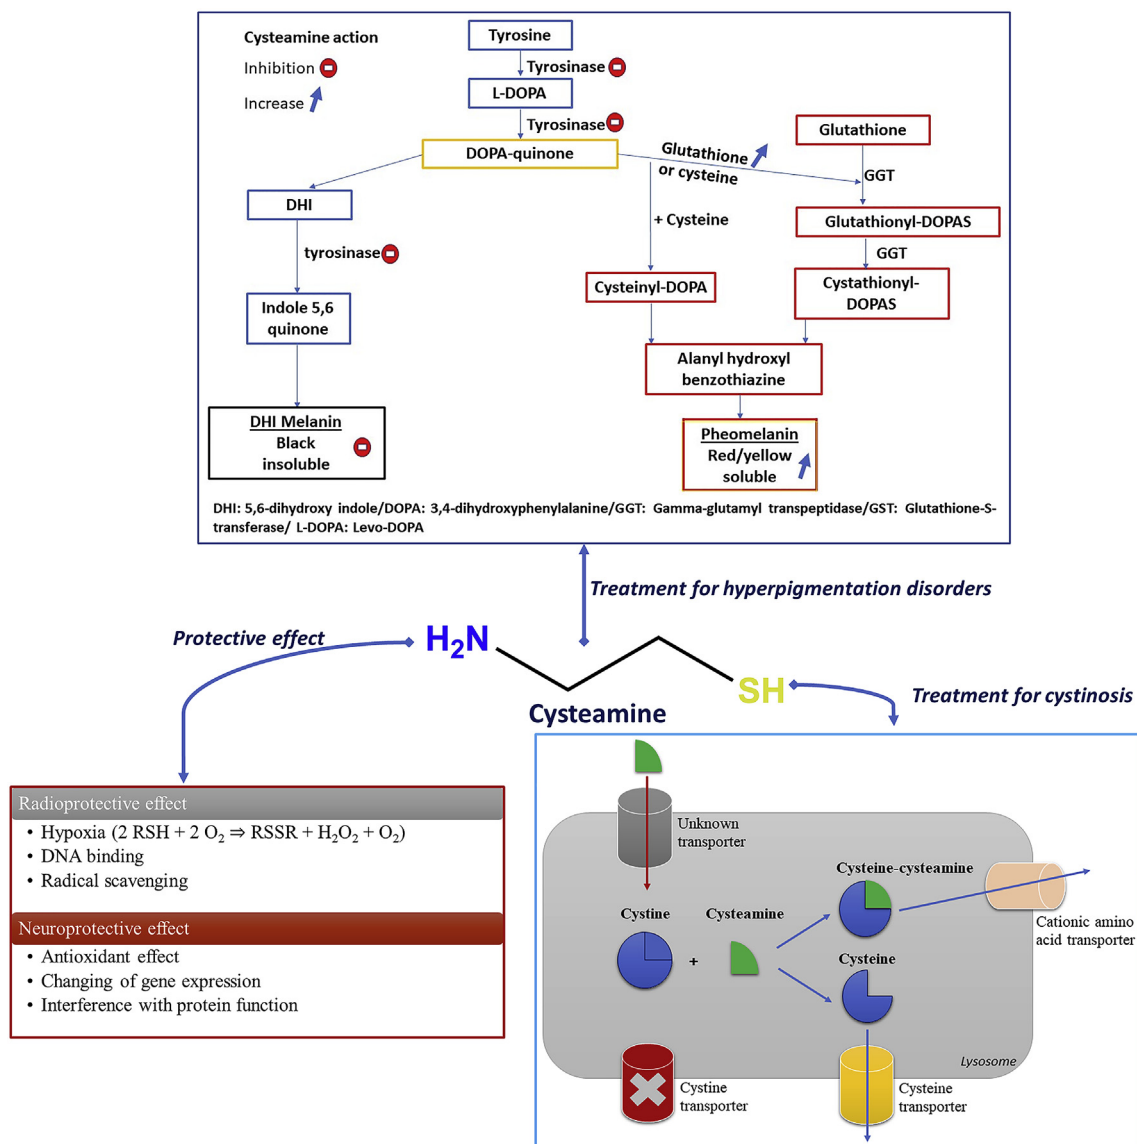 Cysteamine action
Inhibition
Increase
Tyrosine
Tyrosinase
L-DOPA
Tyrosinase
DOPA-quinone
Glutathione
or cysteine
Glutathione
GGT
DHI
+ Cysteine
Glutathionyl-DOPAS
tyrosinase
GGT
Cysteinyl-DOPA
Cystathionyl-
DOPAS
Indole 5,6
quinone
Alanyl hydroxyl
benzothiazine
DHI Melanin
Black
insoluble
Pheomelanin
Red/yellow
soluble
DHI: 5,6-dihydroxy indole/DOPA: 3,4-dihydroxyphenylalanine/GGT: Gamma-glutamyl transpeptidase/GST: Glutathione-S-
transferase/ L-DOPA: Levo-DOPA
Treatment for hyperpigmentation disorders
Protective effect
H₂N
SH
Cysteamine
Treatment for cystinosis
Radioprotective effect
• Hypoxia (2 RSH + 2 O₂ ⇒ RSSR + H₂O₂ + O₂)
• DNA binding
• Radical scavenging
Neuroprotective effect
• Antioxidant effect
• Changing of gene expression
• Interference with protein function
Unknown
transporter
Cystine
+
Cysteamine
Cysteine-cysteamine
Cysteine
Cationic amino
acid transporter
Lysosome
Cystine
transporter
Cysteine
transporter